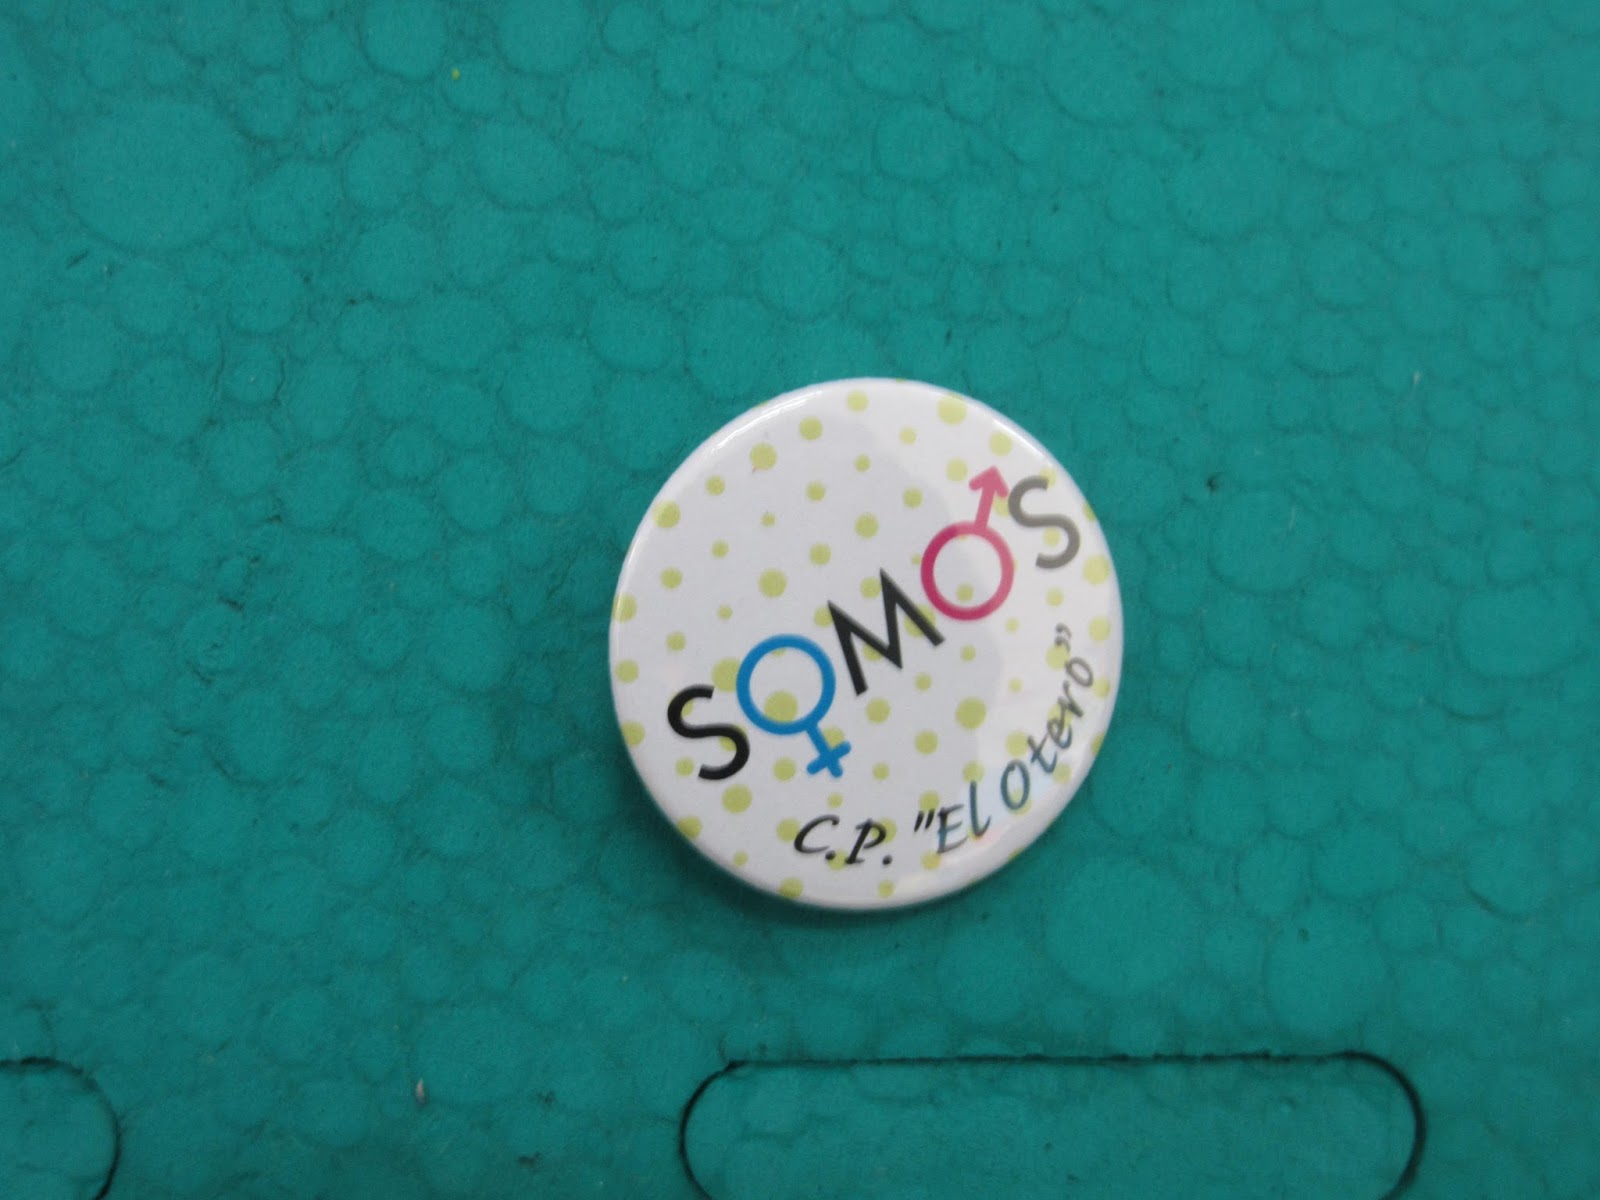 SOMOS
C.P. "El Otero"